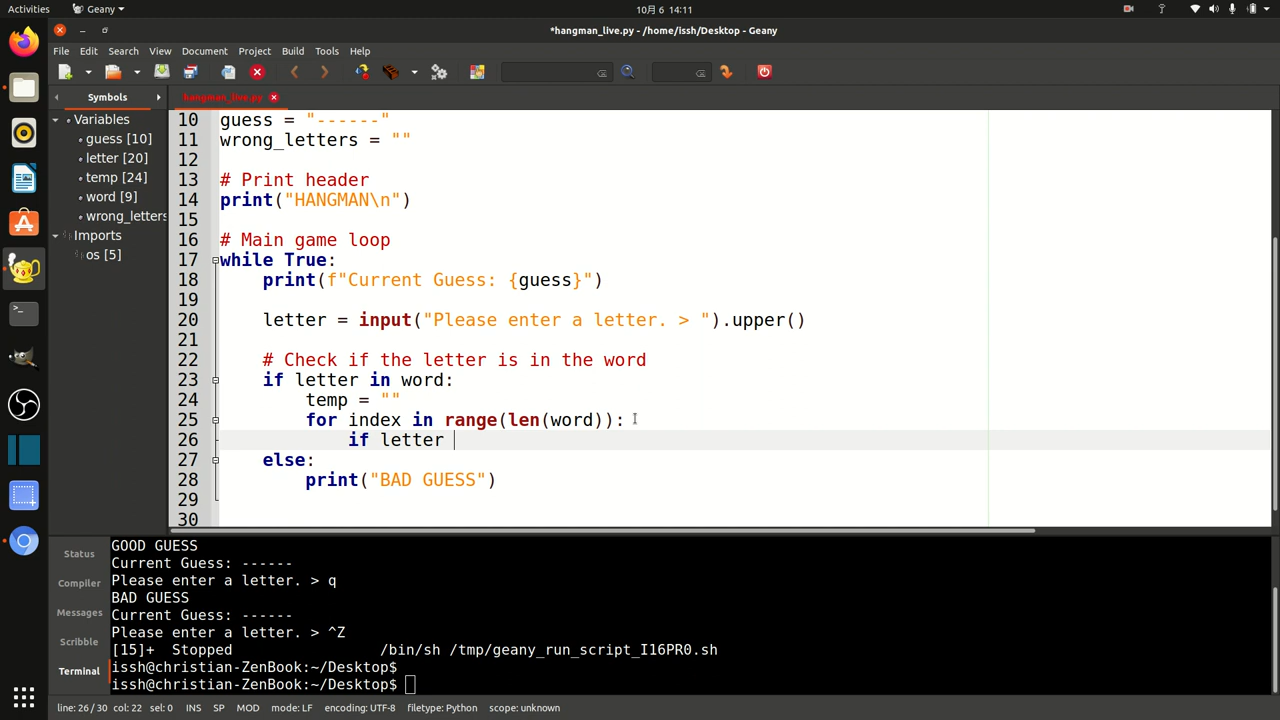 Activities
Geany
10月 6 14:11
*hangman_live.py - /home/issh/Desktop - Geany
File Edit Search View Document Project Build Tools Help
Symbols
hangman_live.py
Variables
guess [10]
letter [20]
temp [24]
word [9]
wrong_letters
Imports
os [5]
10 guess = "------"
11 wrong_letters = ""
12
13 # Print header
14 print("HANGMAN\n")
15
16 # Main game loop
17 while True:
18 print(f"Current Guess: {guess}")
19
20 letter = input("Please enter a letter. > ").upper()
21
22 # Check if the letter is in the word
23 if letter in word:
24 temp = ""
25 for index in range(len(word)):
26 if letter
27 else:
28 print("BAD GUESS")
29
30
Status
Compiler
Messages
Scribble
Terminal
GOOD GUESS
Current Guess: ------
Please enter a letter. > q
BAD GUESS
Current Guess: ------
Please enter a letter. > ^Z
[15]+ Stopped /bin/sh /tmp/geany_run_script_I16PR0.sh
issh@christian-ZenBook:~/Desktop$
issh@christian-ZenBook:~/Desktop$
line: 26 / 30 col: 22 sel: 0 INS SP MOD mode: LF encoding: UTF-8 filetype: Python scope: unknown